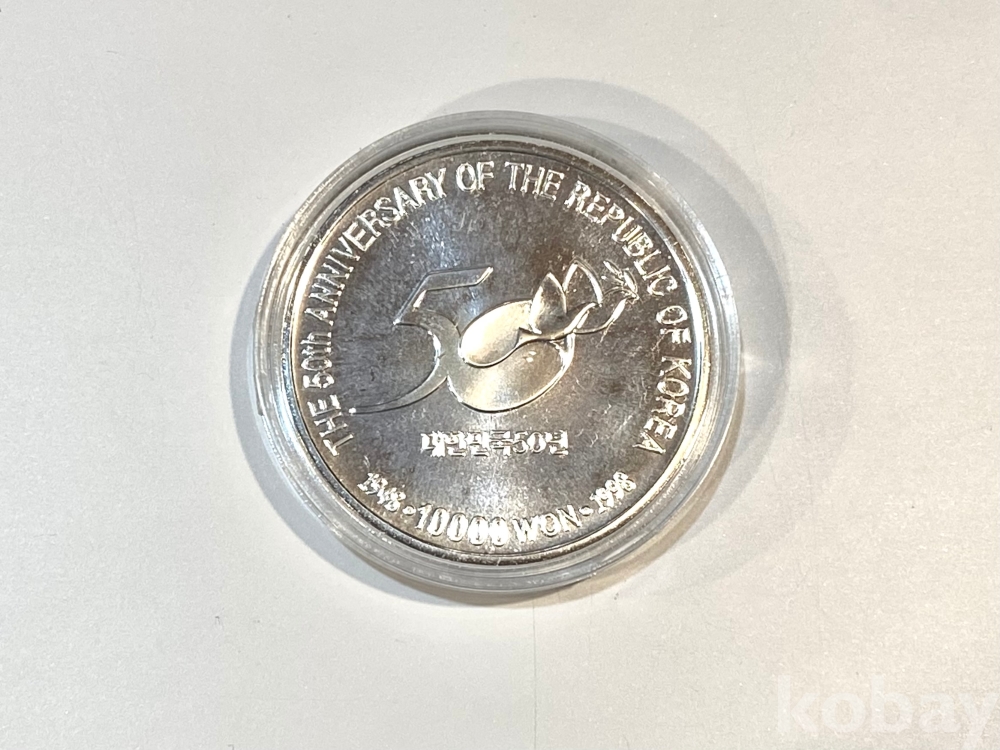 THE 50th ANNIVERSARY OF THE REPUBLIC OF KOREA
50
대한민국50년
1948 • 10000 WON • 1998
kobay